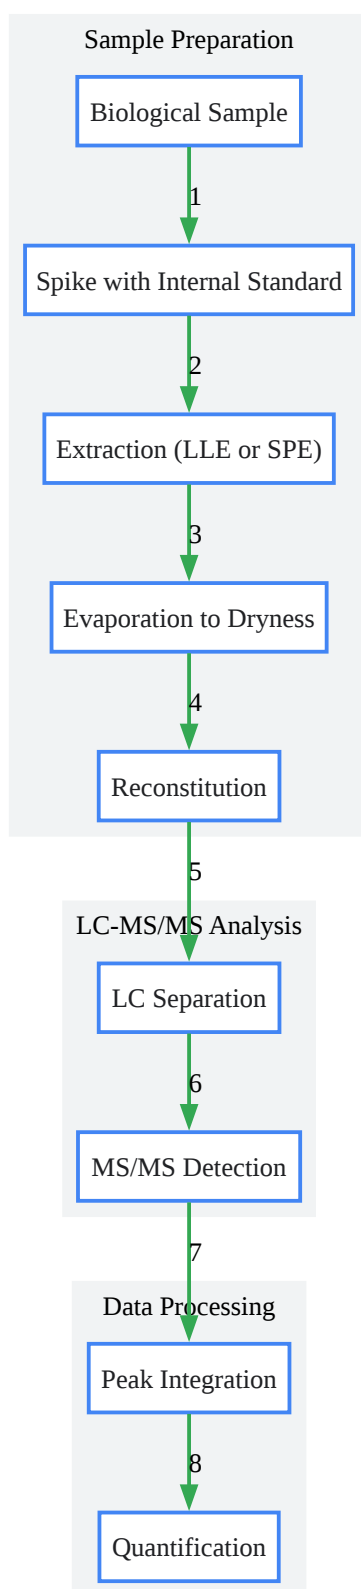 Sample Preparation
Biological Sample
1
Spike with Internal Standard
2
Extraction (LLE or SPE)
3
Evaporation to Dryness
4
Reconstitution
5
LC-MS/MS Analysis
LC Separation
6
MS/MS Detection
7
Data Processing
Peak Integration
8
Quantification